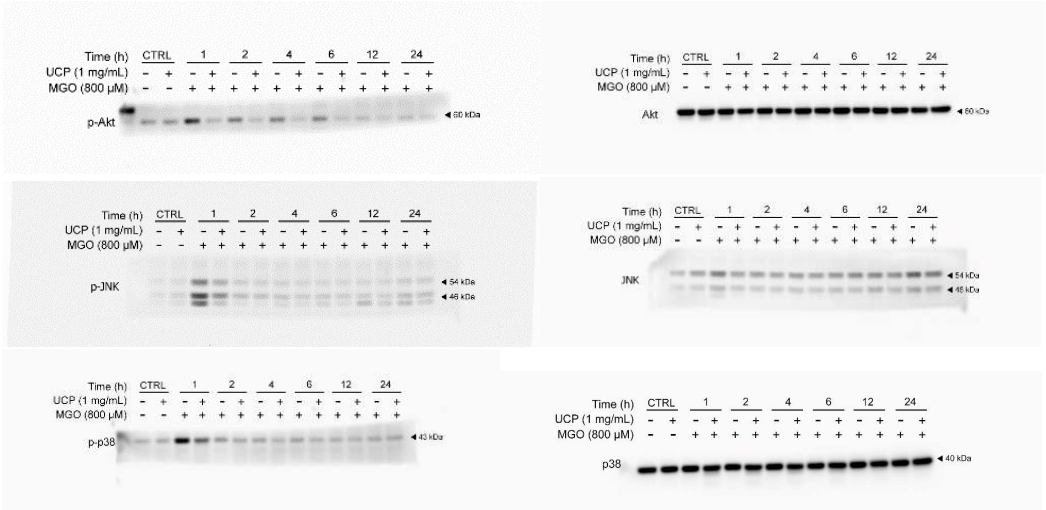 Time (h) CTRL 1 2 4 6 12 24
UCP (1 mg/mL) - + - + - + - + - + - + - +
MGO (800 µM) - - + + + + + + + + + + + +
p-Akt ◄ 60 kDa
Time (h) CTRL 1 2 4 6 12 24
UCP (1 mg/mL) - + - + - + - + - + - + - +
MGO (800 µM) - - + + + + + + + + + + + +
Akt ◄ 60 kDa
Time (h) CTRL 1 2 4 6 12 24
UCP (1 mg/mL) - + - + - + - + - + - + - +
MGO (800 µM) - - + + + + + + + + + + + +
p-JNK ◄ 54 kDa
◄ 46 kDa
Time (h) CTRL 1 2 4 6 12 24
UCP (1 mg/mL) - + - + - + - + - + - + - +
MGO (800 µM) - - + + + + + + + + + + + +
JNK ◄ 54 kDa
◄ 46 kDa
Time (h) CTRL 1 2 4 6 12 24
UCP (1 mg/mL) - + - + - + - + - + - + - +
MGO (800 µM) - - + + + + + + + + + + + +
p-p38 ◄ 43 kDa
Time (h) CTRL 1 2 4 6 12 24
UCP (1 mg/mL) - + - + - + - + - + - + - +
MGO (800 µM) - - + + + + + + + + + + + +
p38 ◄ 40 kDa